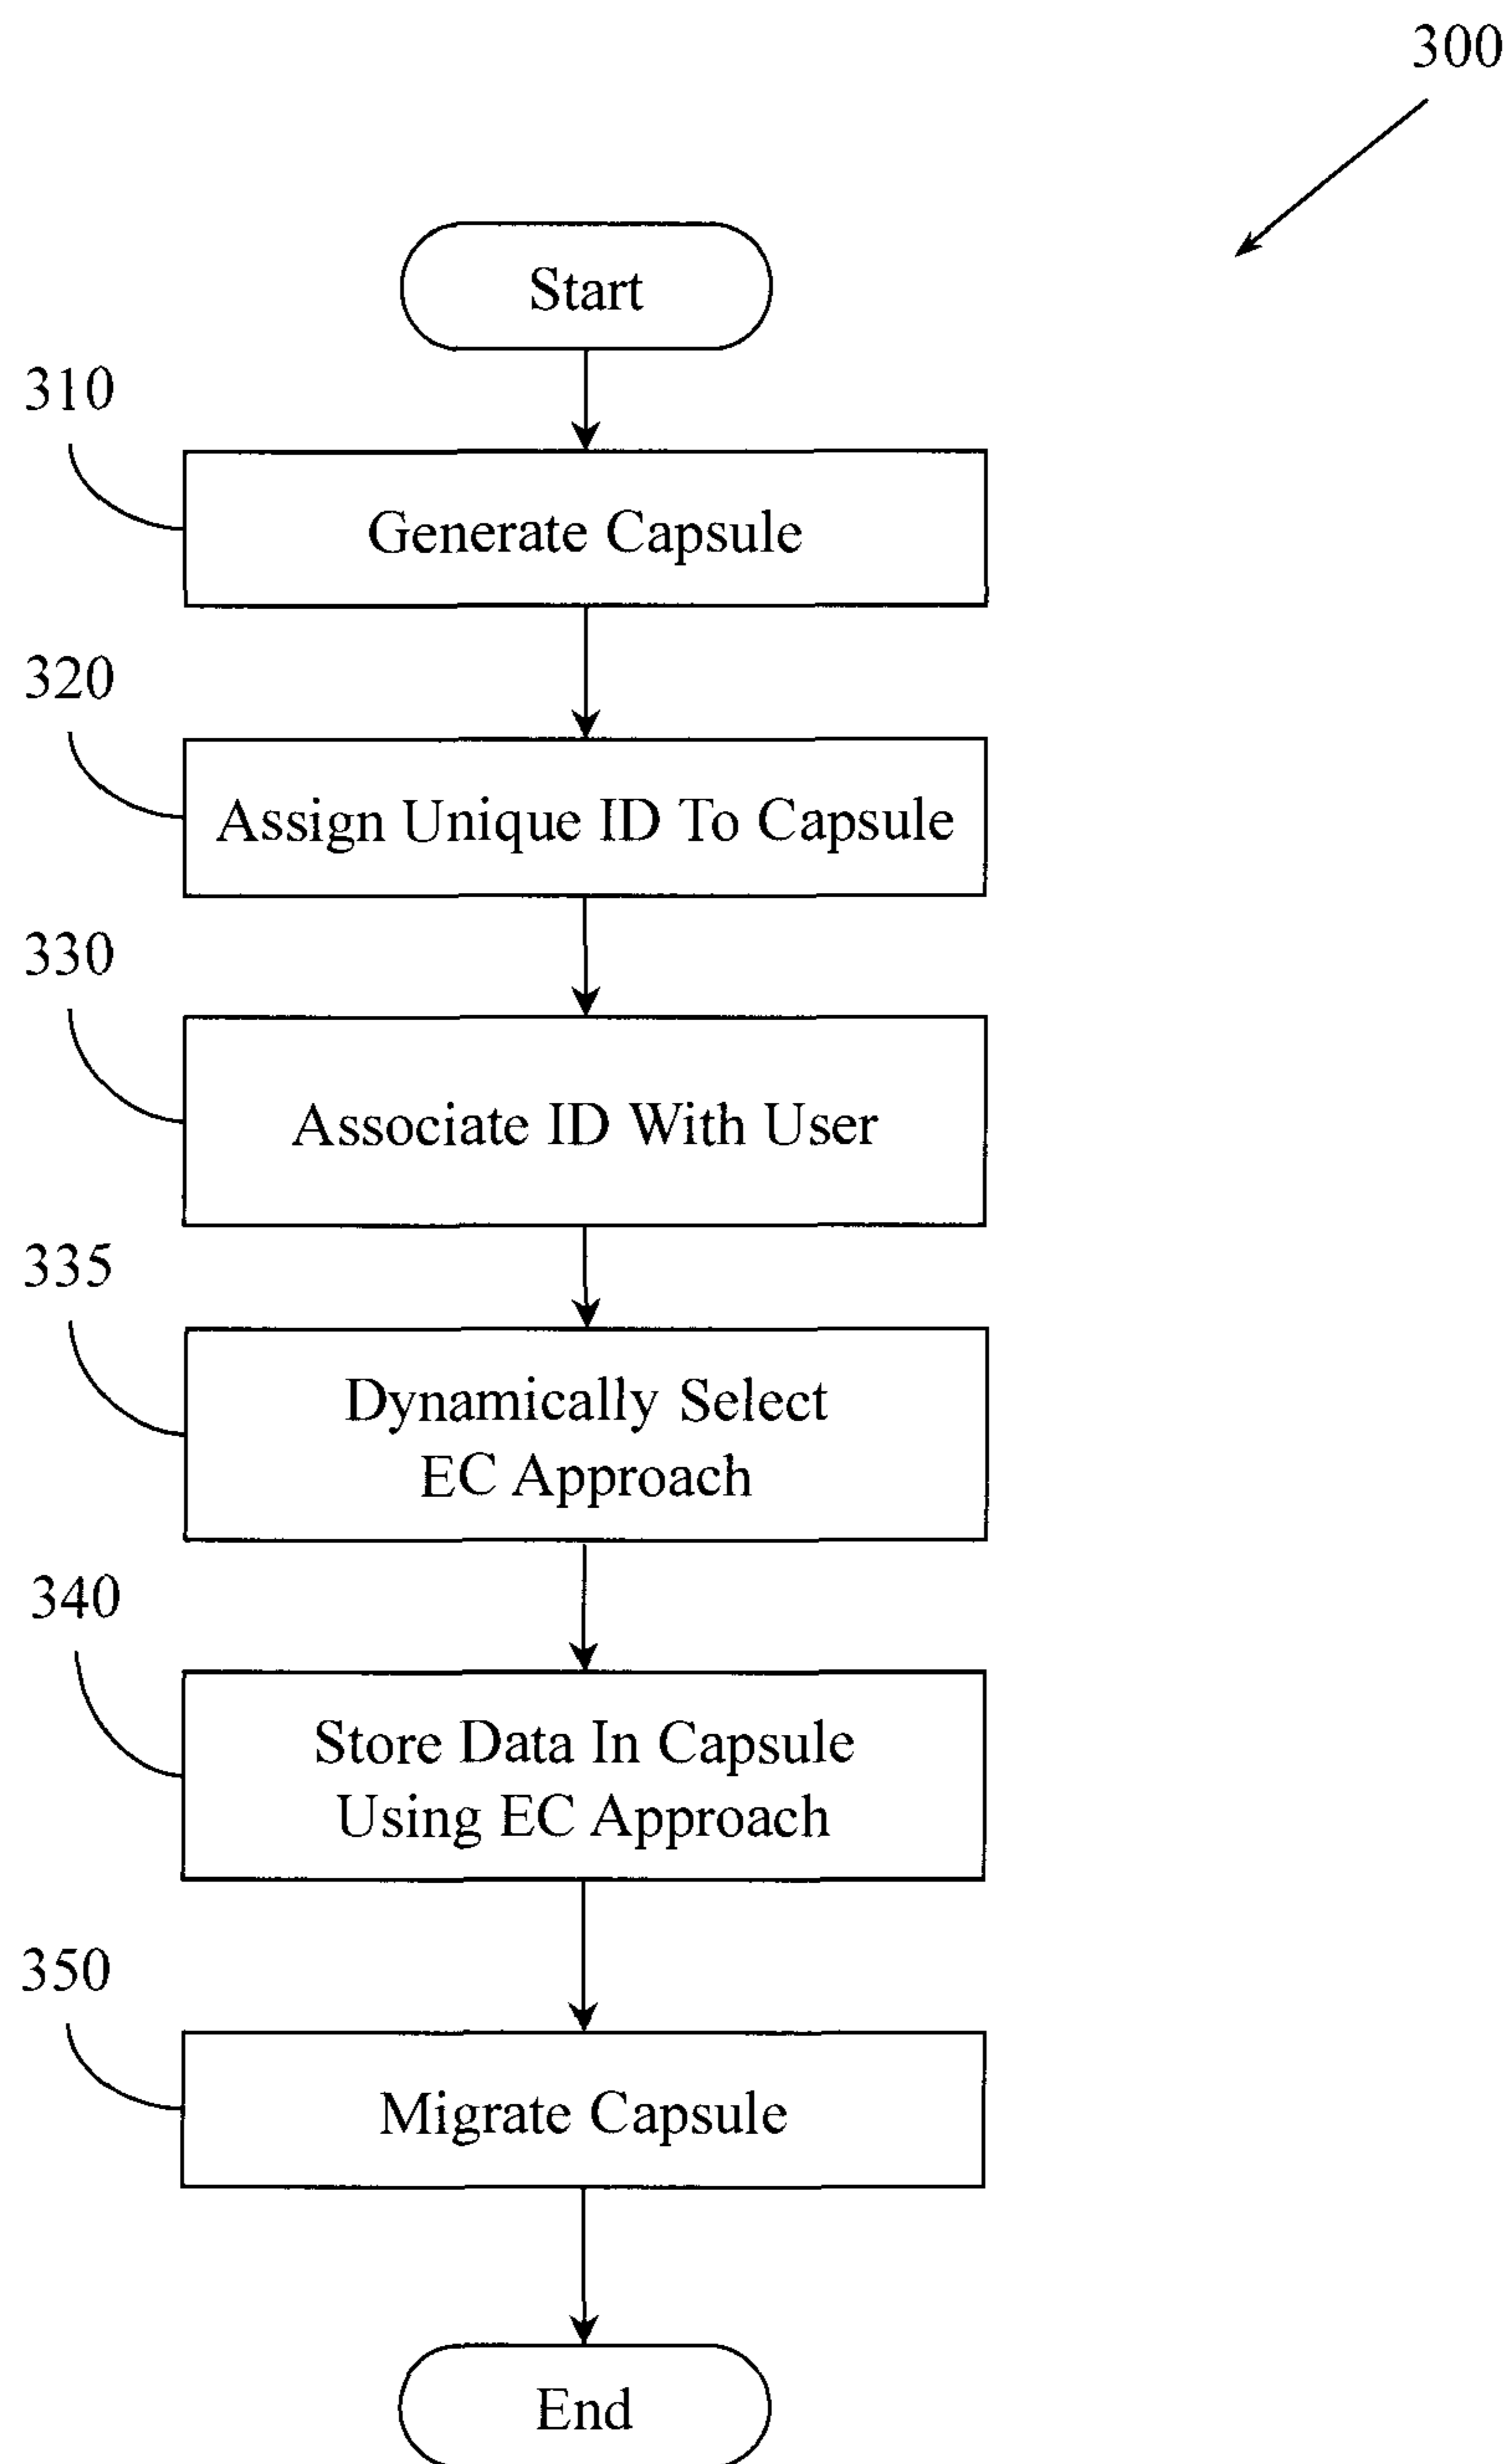 300
Start
310
Generate Capsule
320
Assign Unique ID To Capsule
330
Associate ID With User
335
Dynamically Select
EC Approach
340
Store Data In Capsule
Using EC Approach
350
Migrate Capsule
End